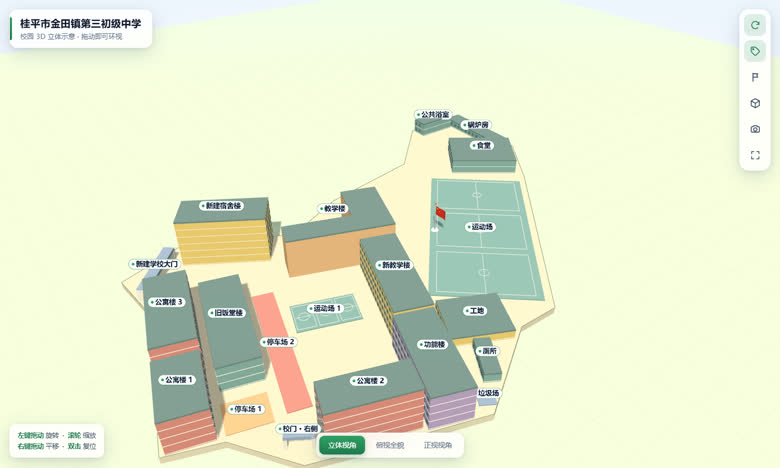 桂平市金田镇第三初级中学
校园 3D 立体示意 · 拖动即可环视
公共浴室
锅炉房
食堂
新建宿舍楼
教学楼
运动场
新建学校大门
新教学楼
公寓楼 3
旧饭堂楼
运动场 1
工地
停车场 2
功能楼
厕所
公寓楼 1
公寓楼 2
垃圾场
停车场 1
校门 · 右侧
左键拖动 旋转 · 滚轮 缩放
右键拖动 平移 · 双击 复位
立体视角
俯视全貌
正视视角